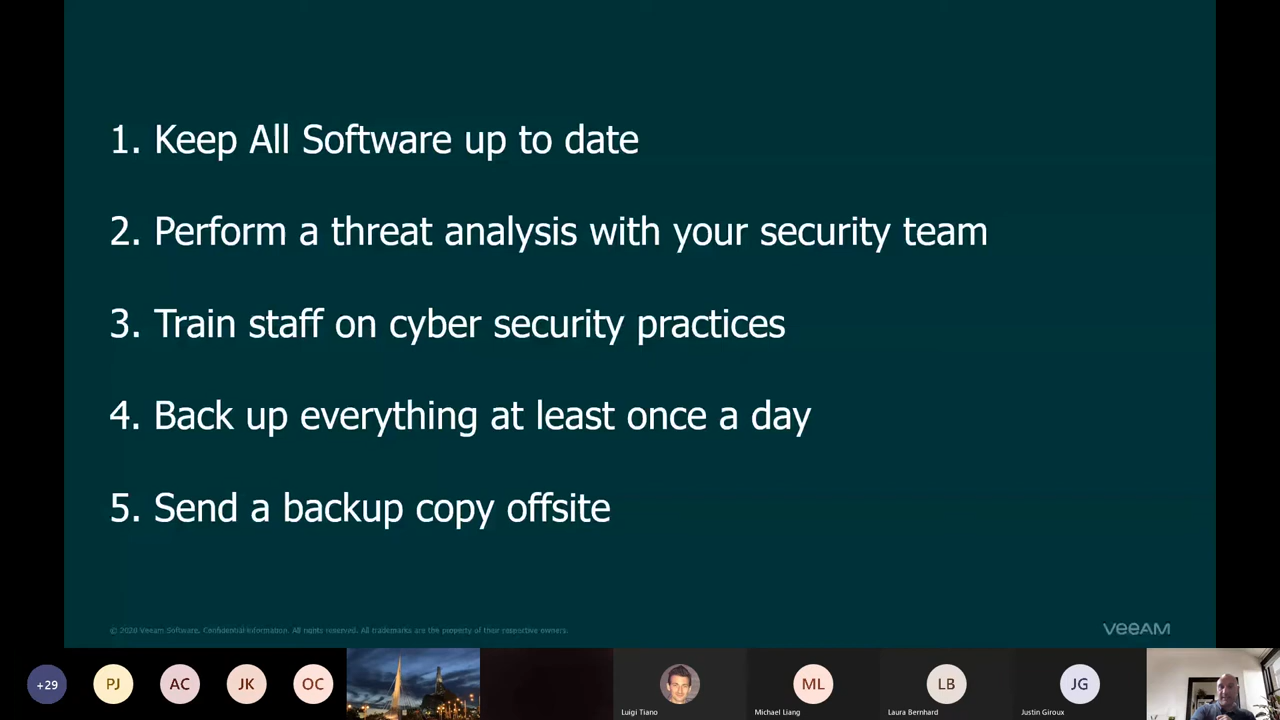 1. Keep All Software up to date
2. Perform a threat analysis with your security team
3. Train staff on cyber security practices
4. Back up everything at least once a day
5. Send a backup copy offsite
© 2020 Veeam Software. Confidential information. All rights reserved. All trademarks are the property of their respective owners.
VEEAM
+29
PJ
AC
JK
OC
Luigi Tiano
ML
Michael Liang
LB
Laura Bernhard
JG
Justin Giroux